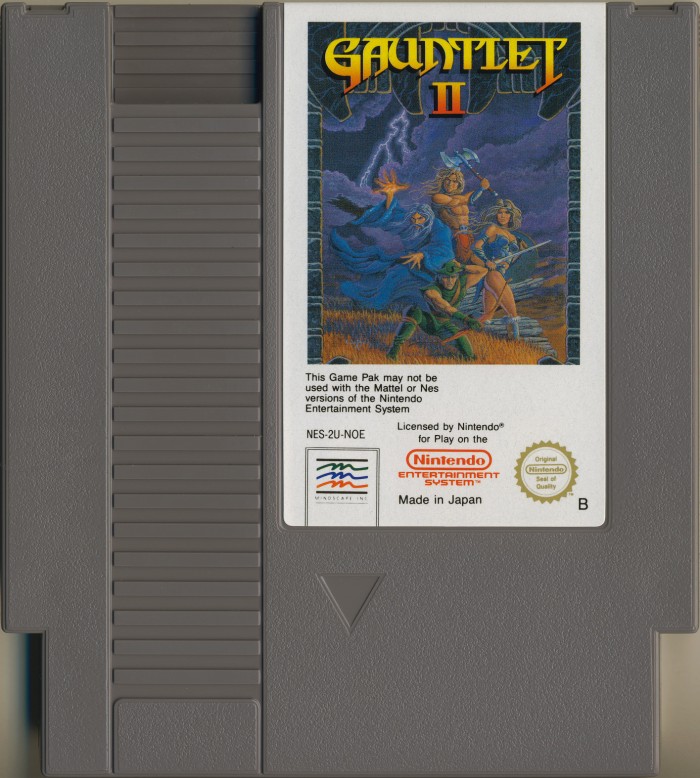 GAUNTLET
II
This Game Pak may not be
used with the Mattel or Nes
versions of the Nintendo
Entertainment System
NES-2U-NOE
Licensed by Nintendo®
for Play on the
Nintendo
ENTERTAINMENT
SYSTEM™
Made in Japan
MINDSCAPE INC
Original
Nintendo
Seal of
Quality
B